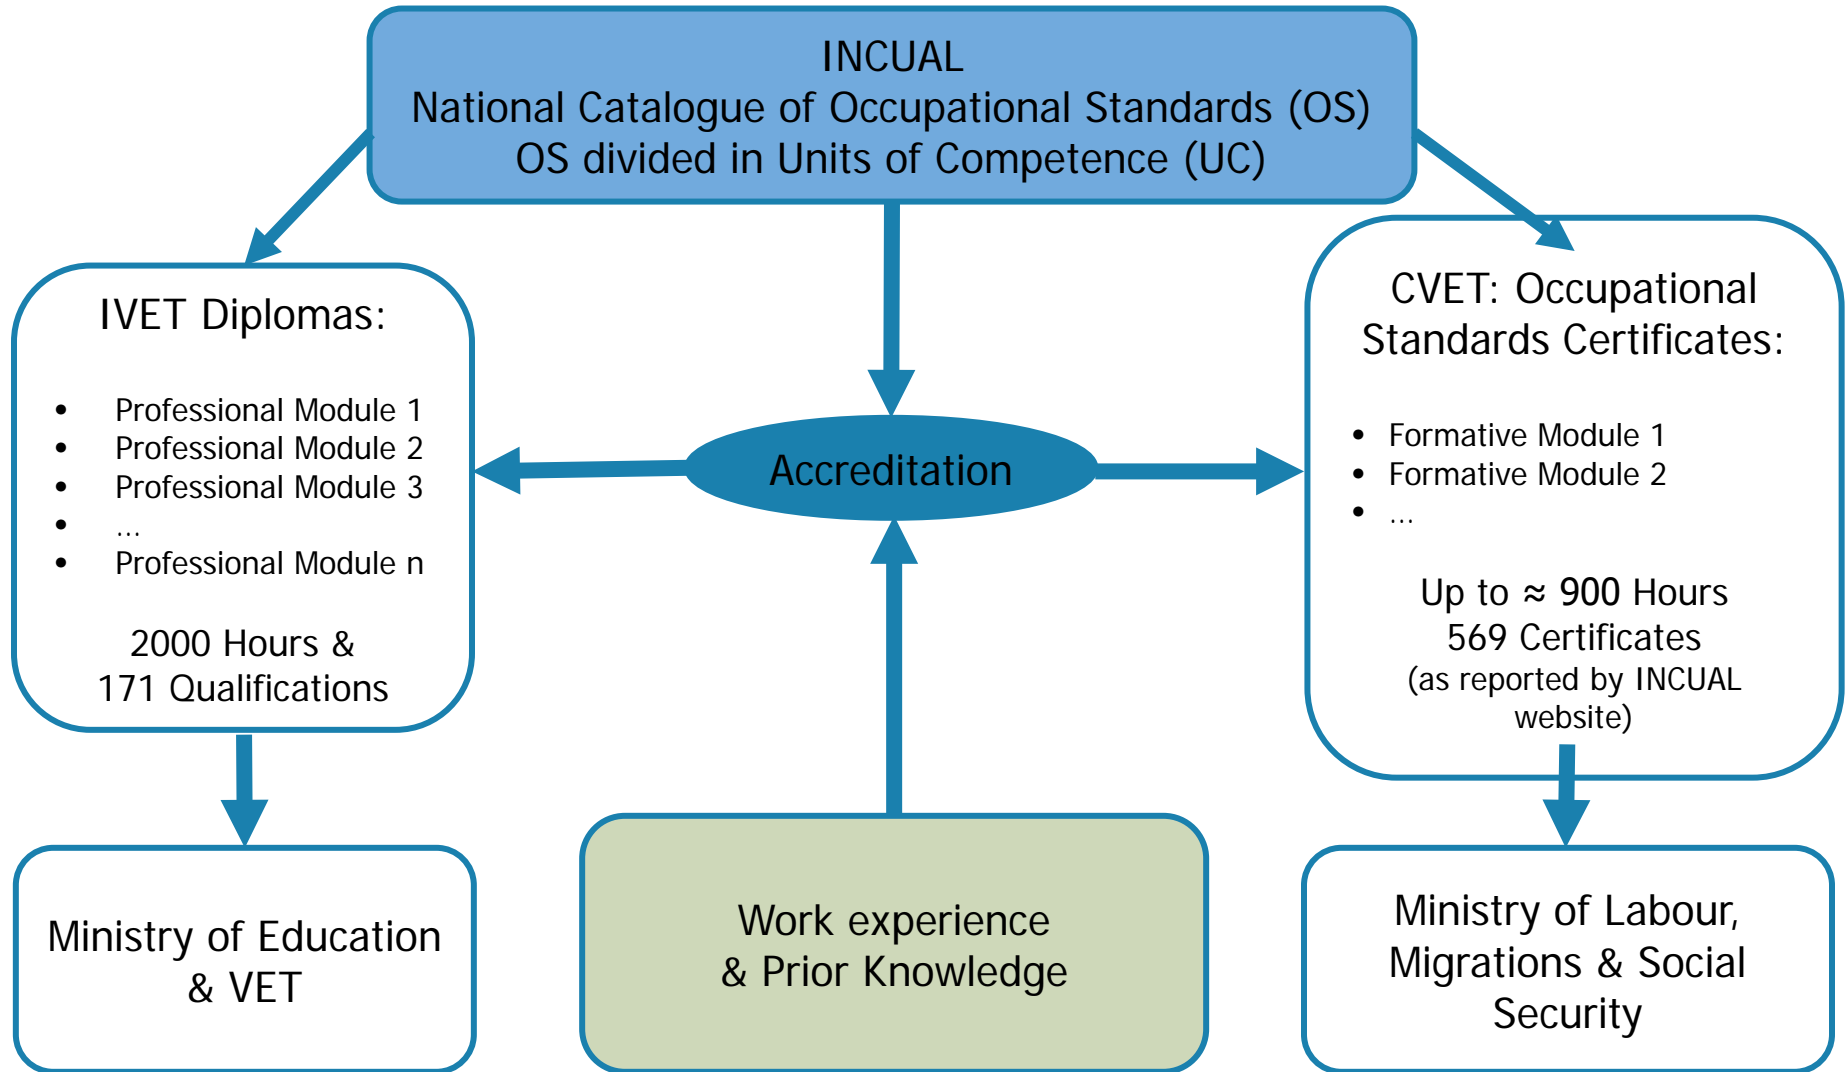 INCUAL
National Catalogue of Occupational Standards (OS)
OS divided in Units of Competence (UC)
IVET Diplomas:
• Professional Module 1
• Professional Module 2
• Professional Module 3
• ...
• Professional Module n
2000 Hours &
171 Qualifications
Accreditation
CVET: Occupational
Standards Certificates:
• Formative Module 1
• Formative Module 2
• ...
Up to ≈ 900 Hours
569 Certificates
(as reported by INCUAL
website)
Ministry of Education
& VET
Work experience
& Prior Knowledge
Ministry of Labour,
Migrations & Social
Security